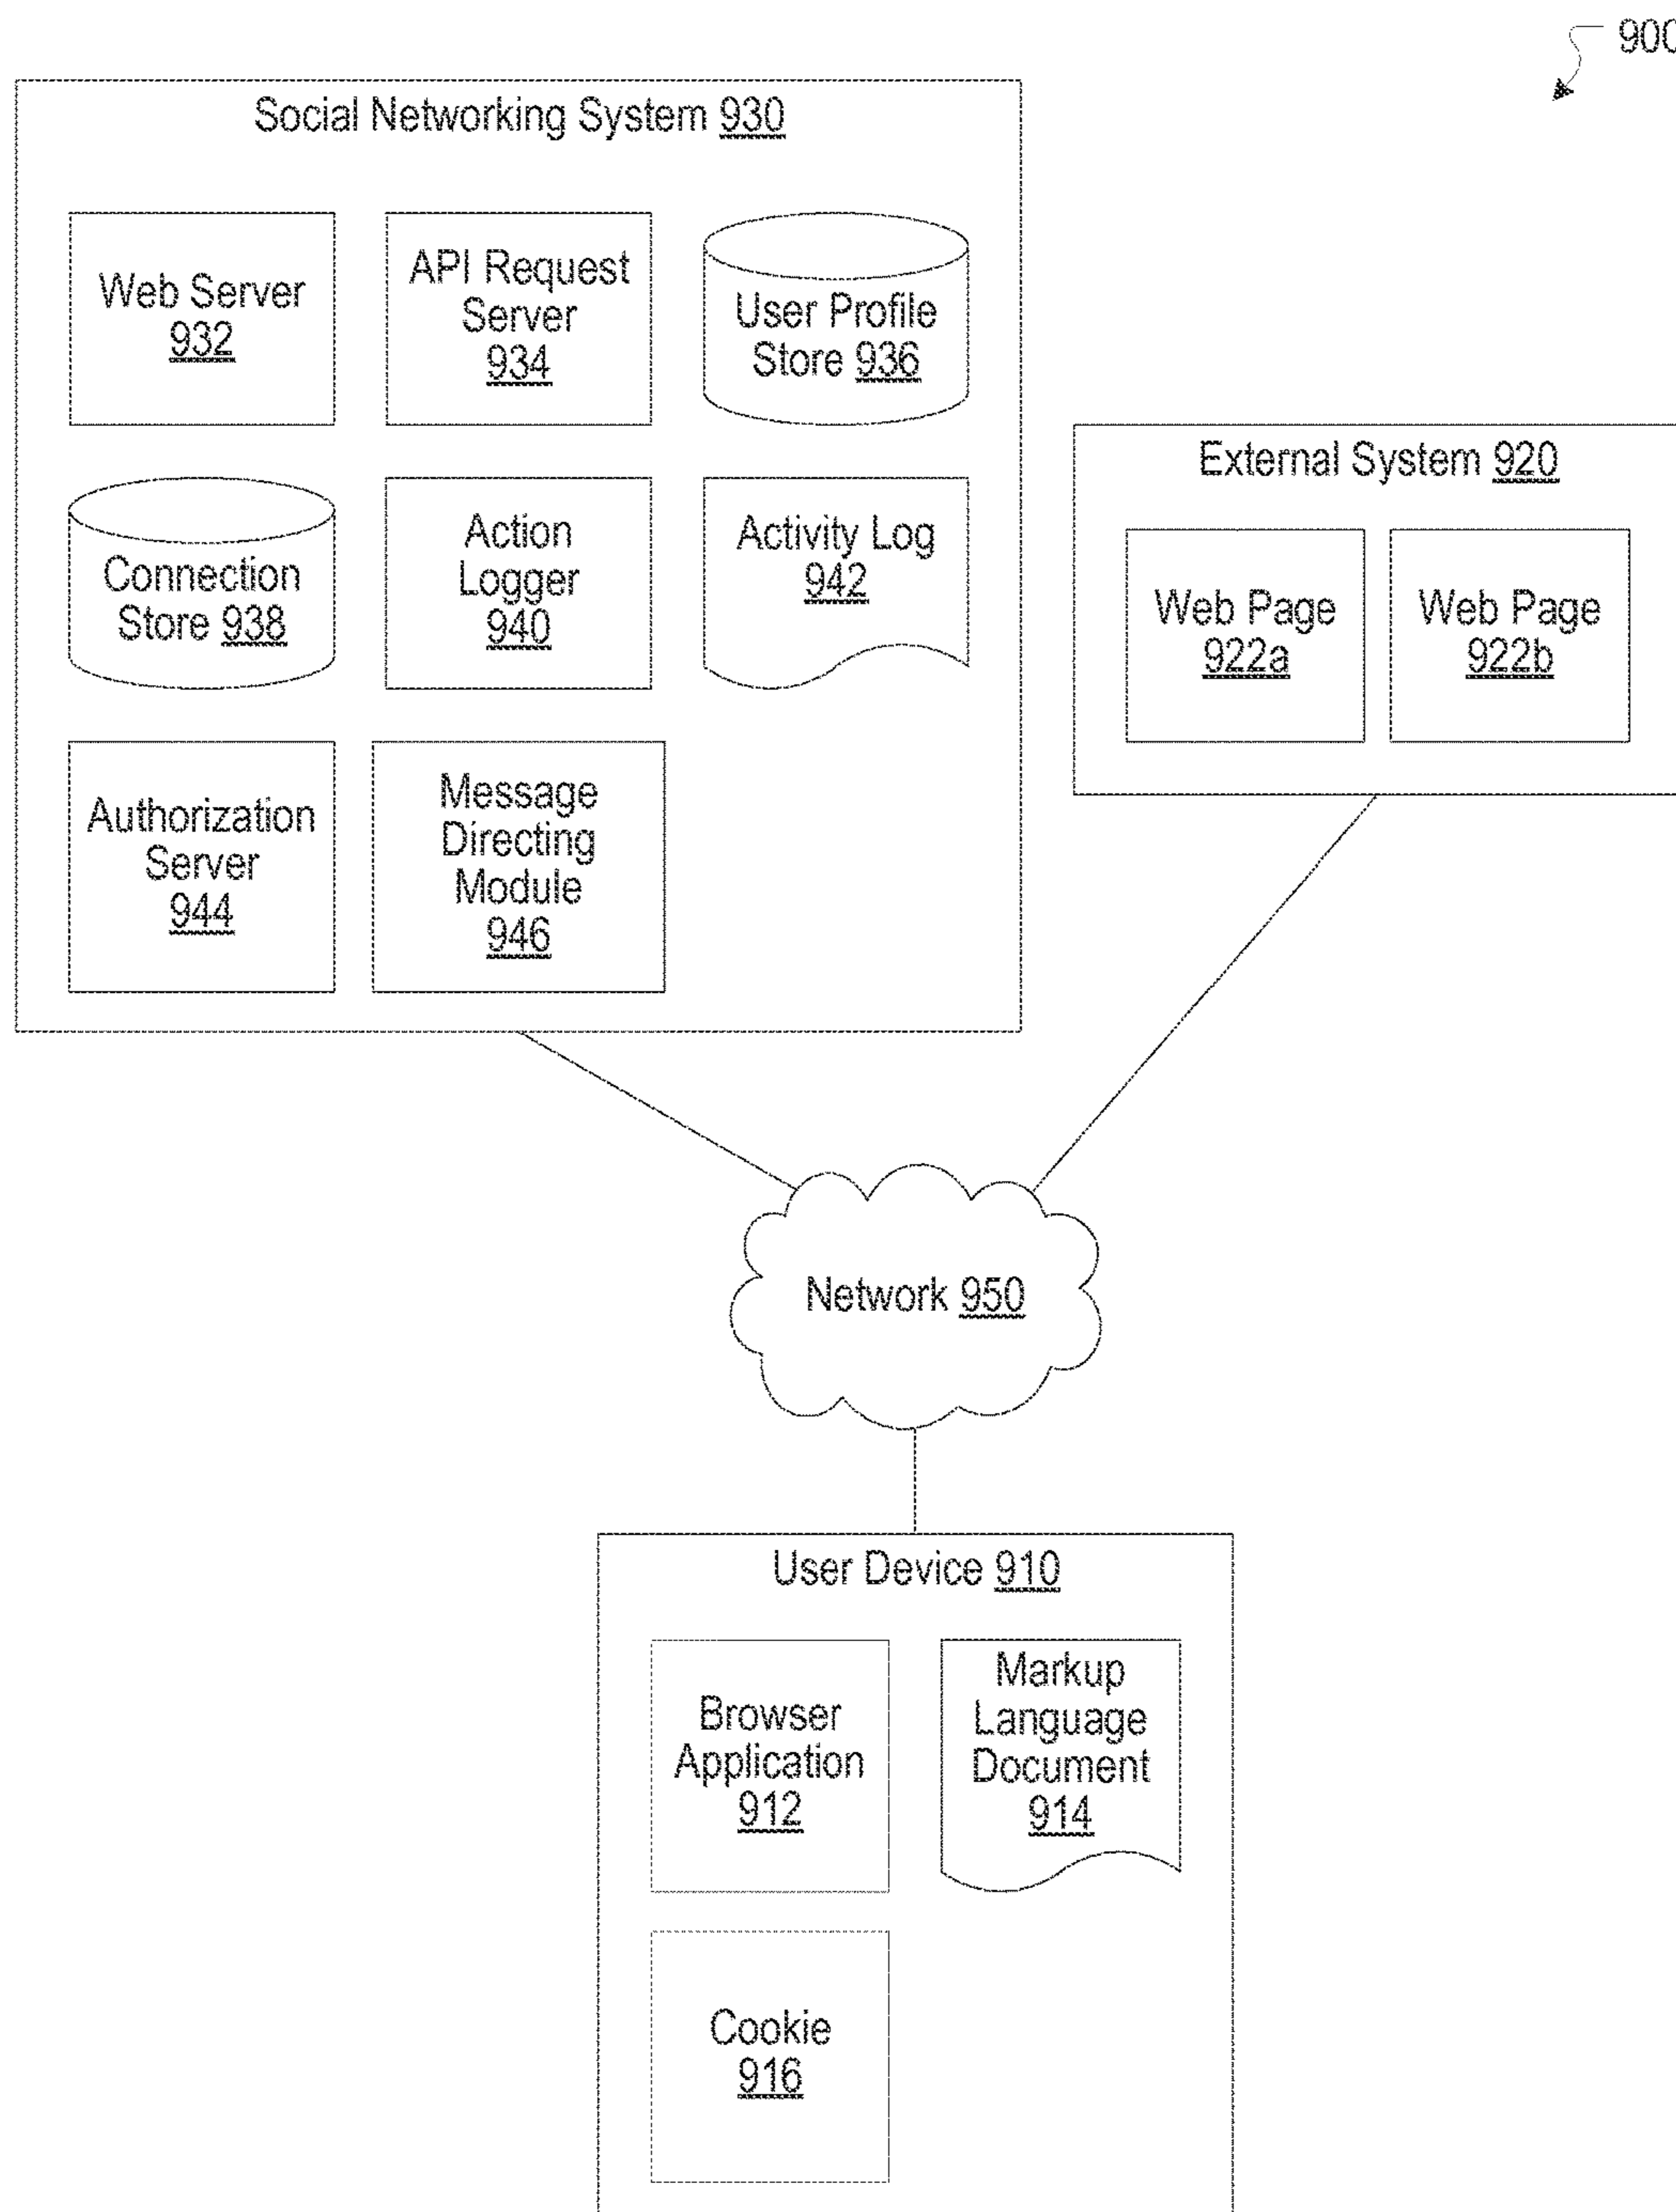 900
Social Networking System 930
Web Server
932
API Request
Server
934
User Profile
Store 936
Connection
Store 938
Action
Logger
940
Activity Log
942
Authorization
Server
944
Message
Directing
Module
946
External System 920
Web Page
922a
Web Page
922b
Network 950
User Device 910
Browser
Application
912
Markup
Language
Document
914
Cookie
916